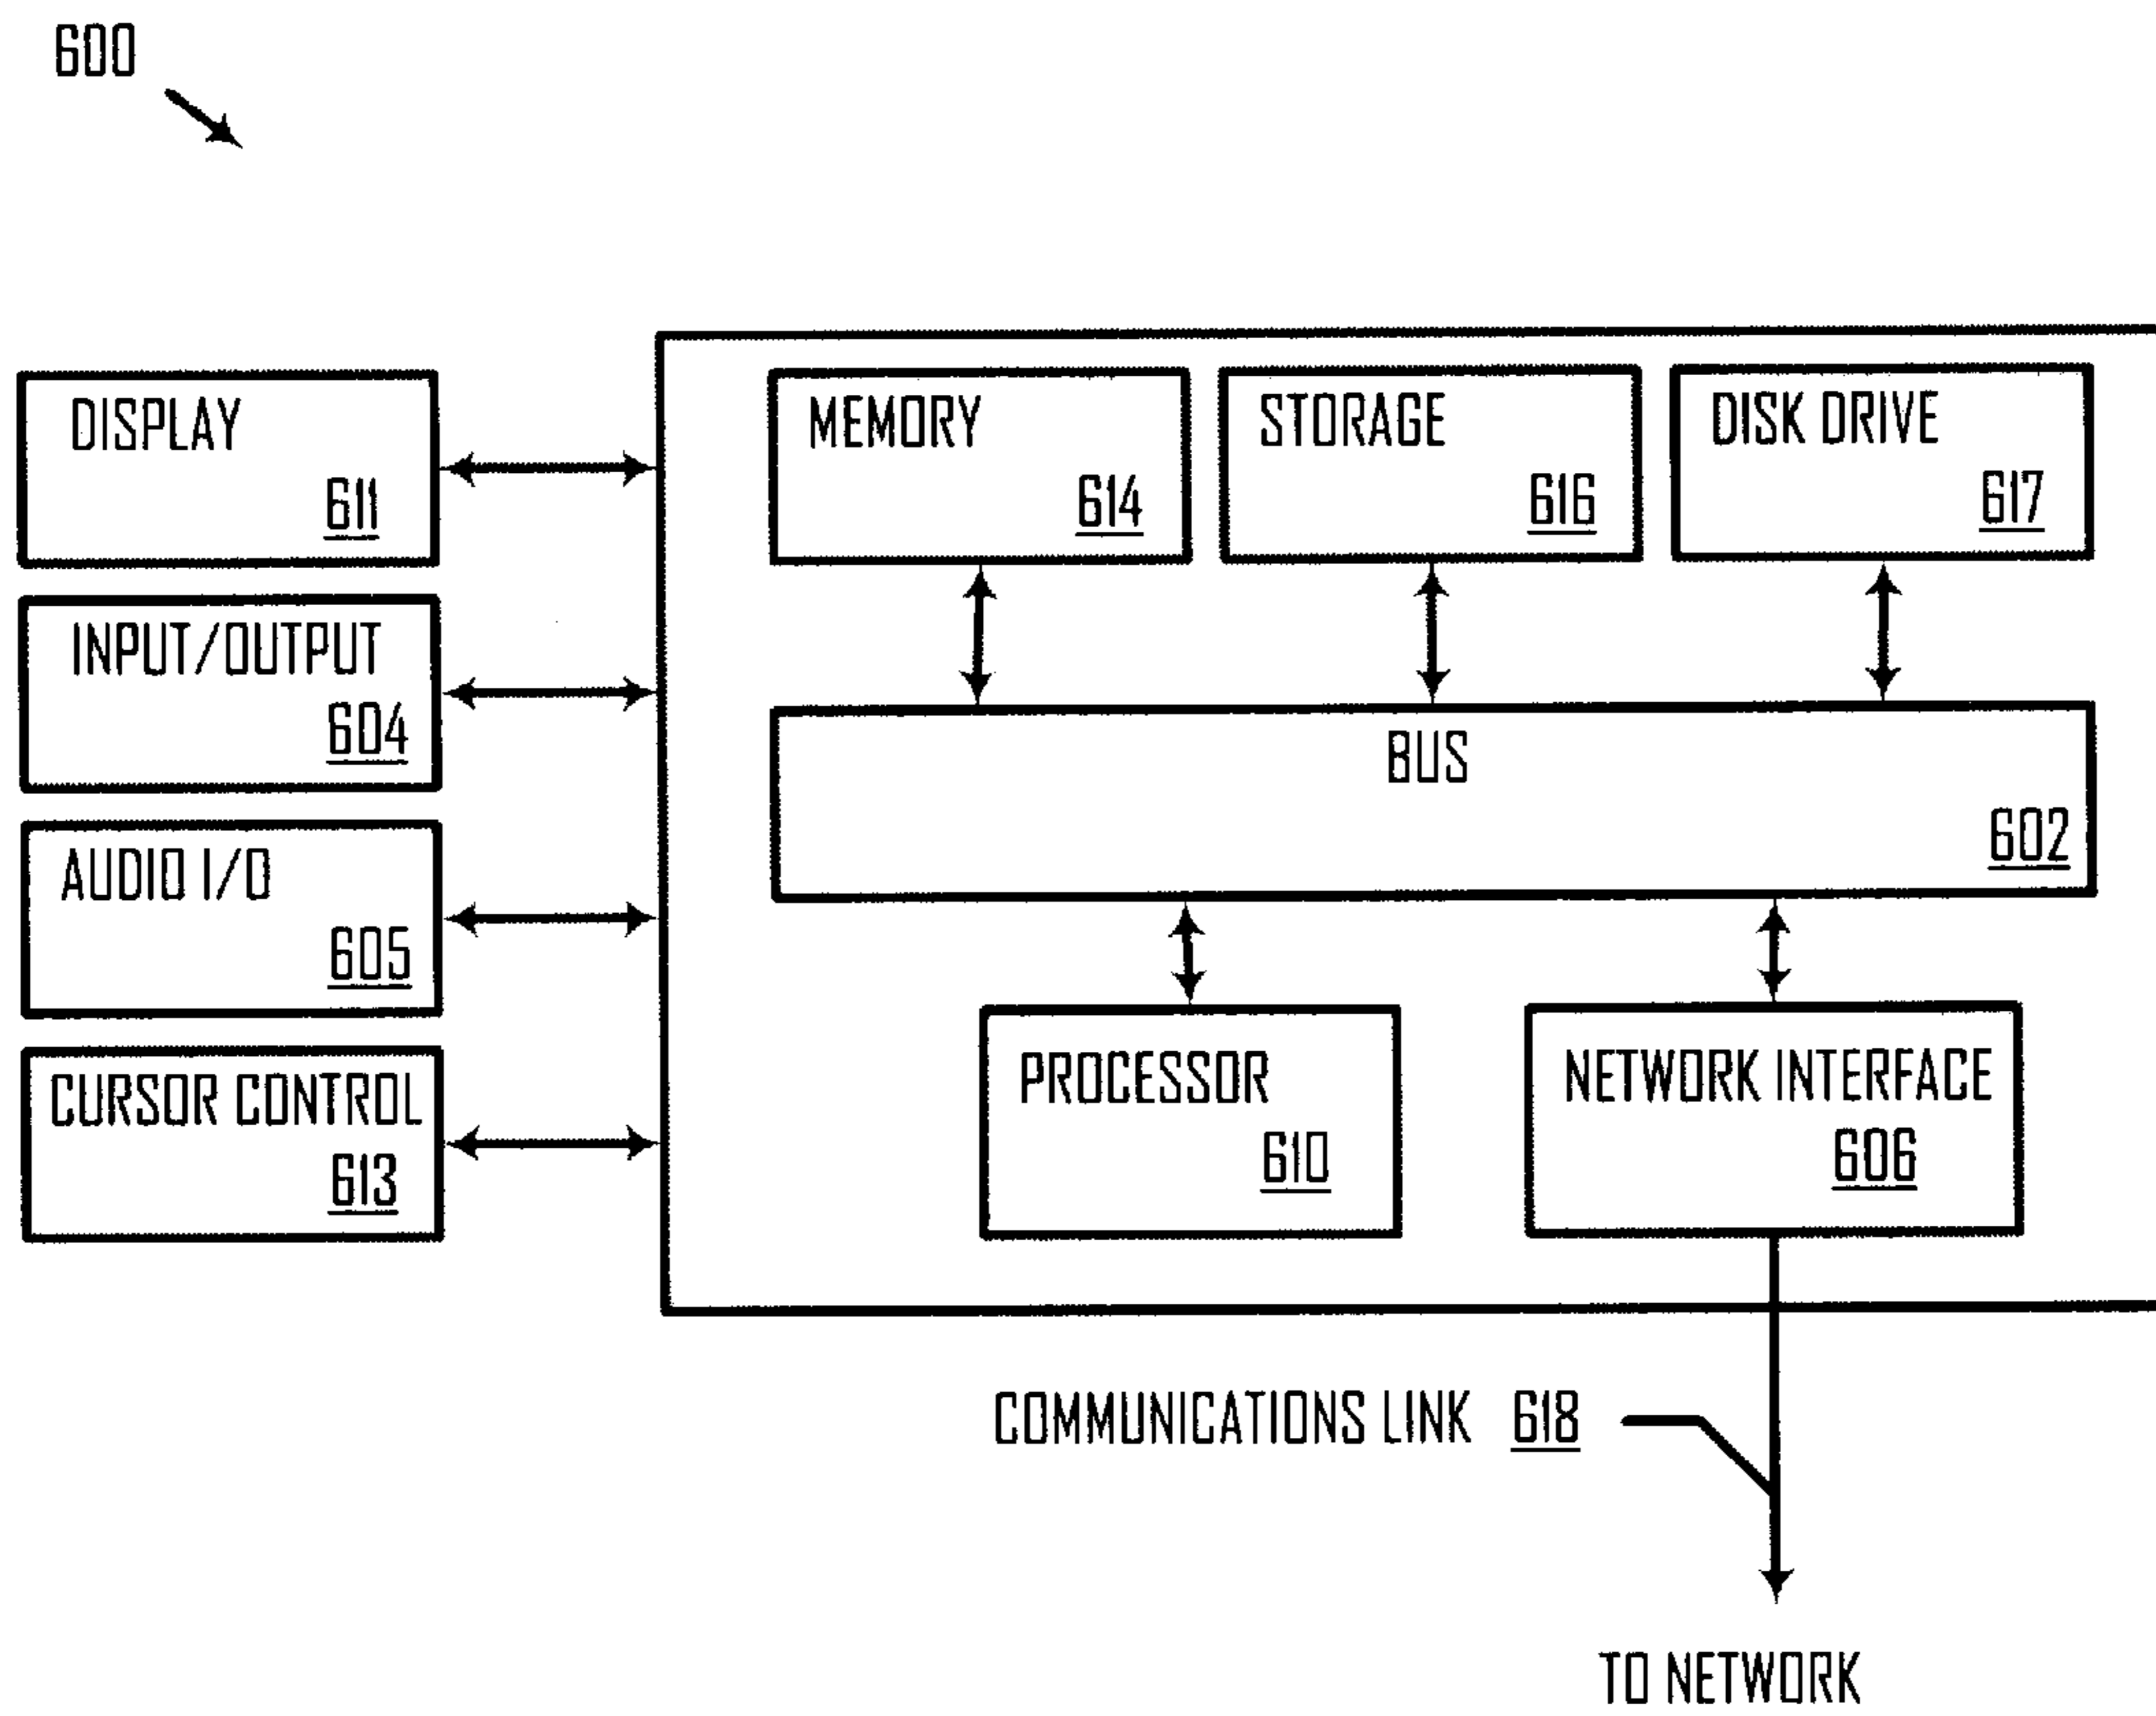 600
DISPLAY
611
INPUT/OUTPUT
604
AUDIO I/O
605
CURSOR CONTROL
613
MEMORY
614
STORAGE
616
DISK DRIVE
617
BUS
602
PROCESSOR
610
NETWORK INTERFACE
606
COMMUNICATIONS LINK 618
TO NETWORK